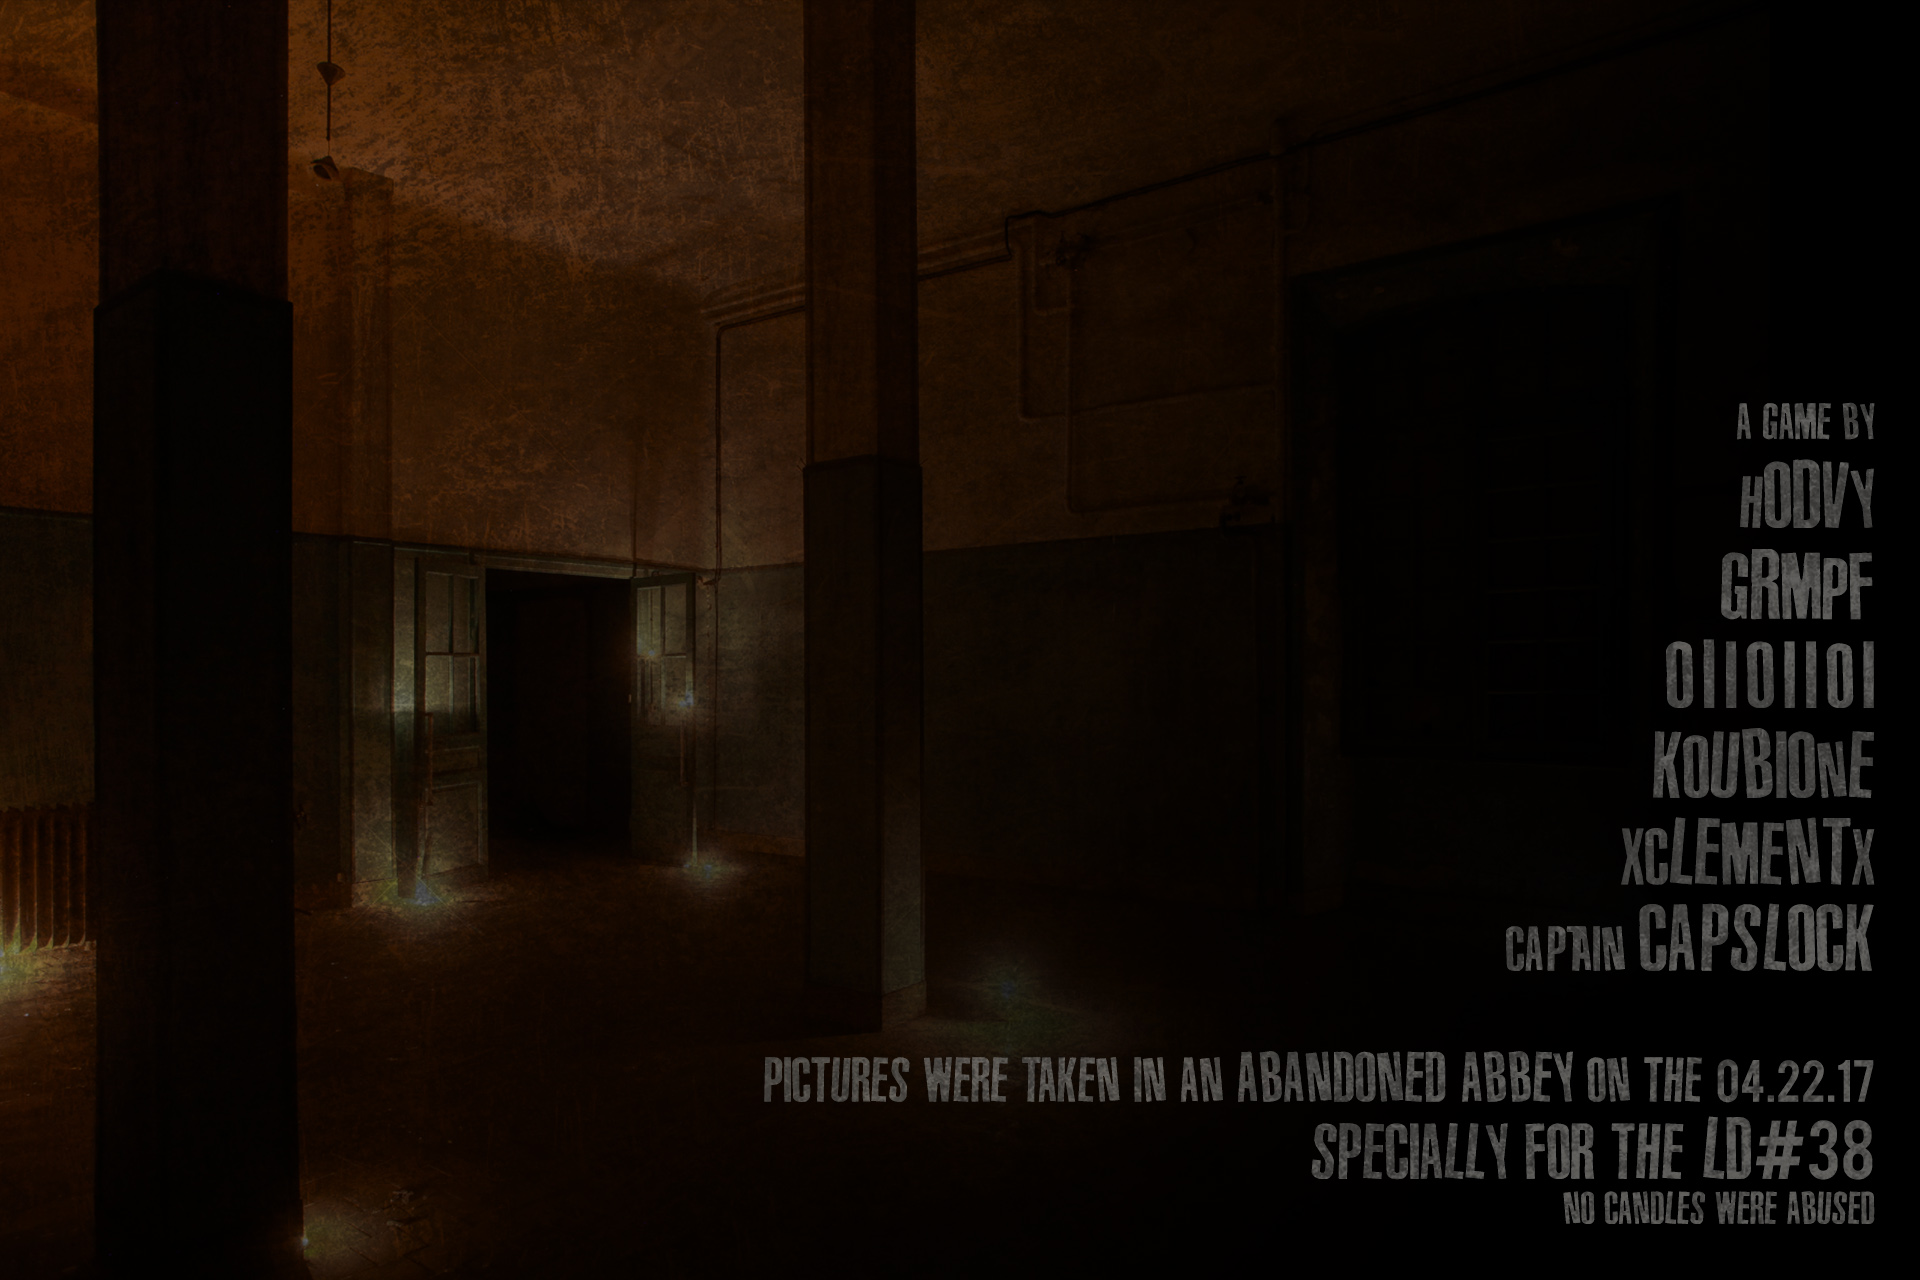 A GAME BY
HODVY
GRMPF
01101101
KOUBIONE
XCLEMENTX
CAPTAIN CAPSLOCK
PICTURES WERE TAKEN IN AN ABANDONED ABBEY ON THE 04.22.17
SPECIALLY FOR THE LD#38
NO CANDLES WERE ABUSED